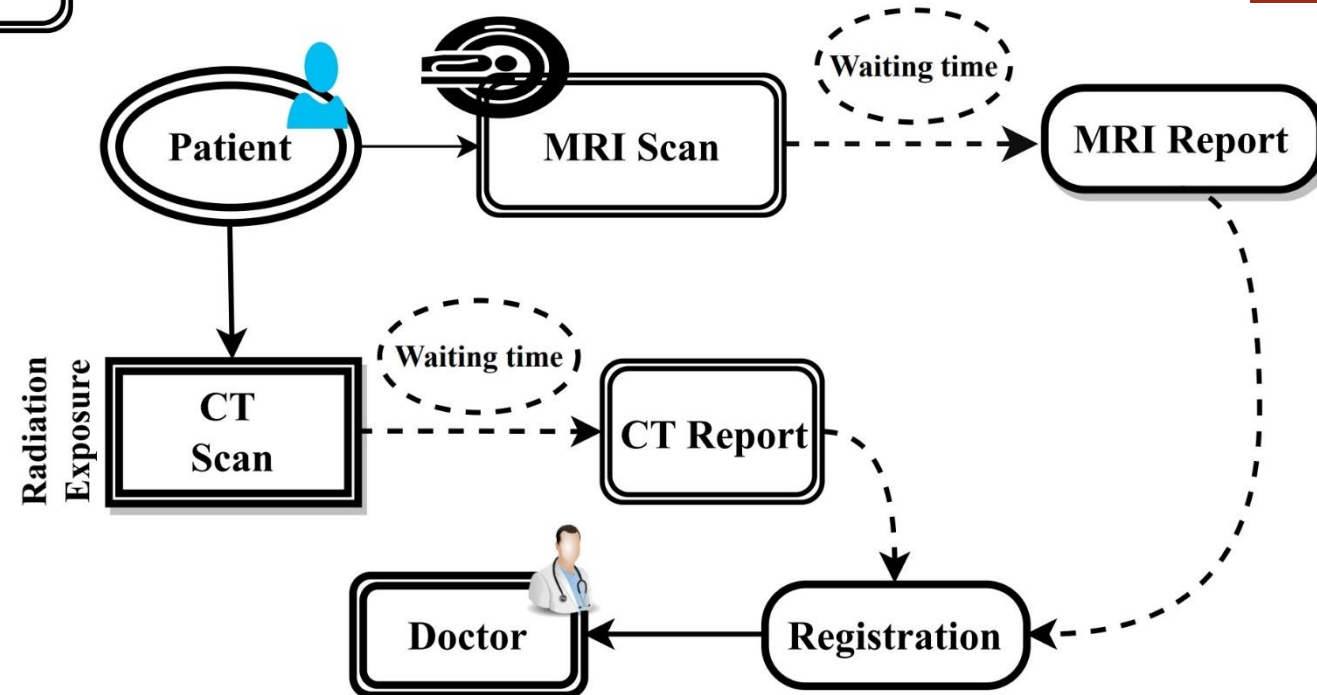 Waiting time
Patient
MRI Scan
MRI Report
Radiation
Exposure
CT
Scan
Waiting time
CT Report
Doctor
Registration